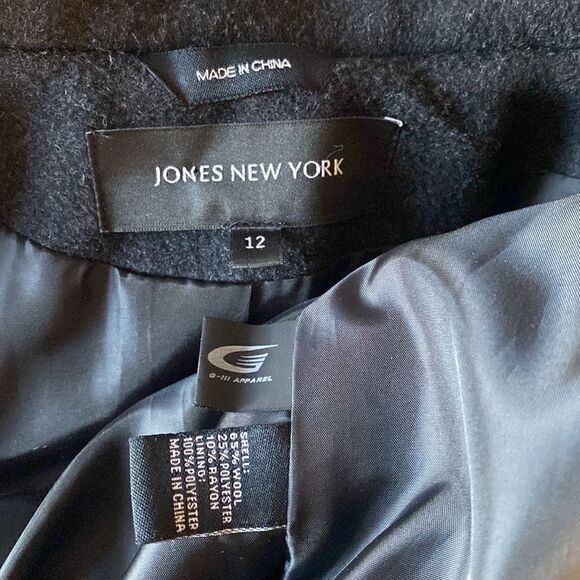 MADE IN CHINA
JONES NEW YORK
12
G-III APPAREL
SHELL:
65% WOOL
25% POLYESTER
10% RAYON
LINING:
100% POLYESTER
MADE IN CHINA